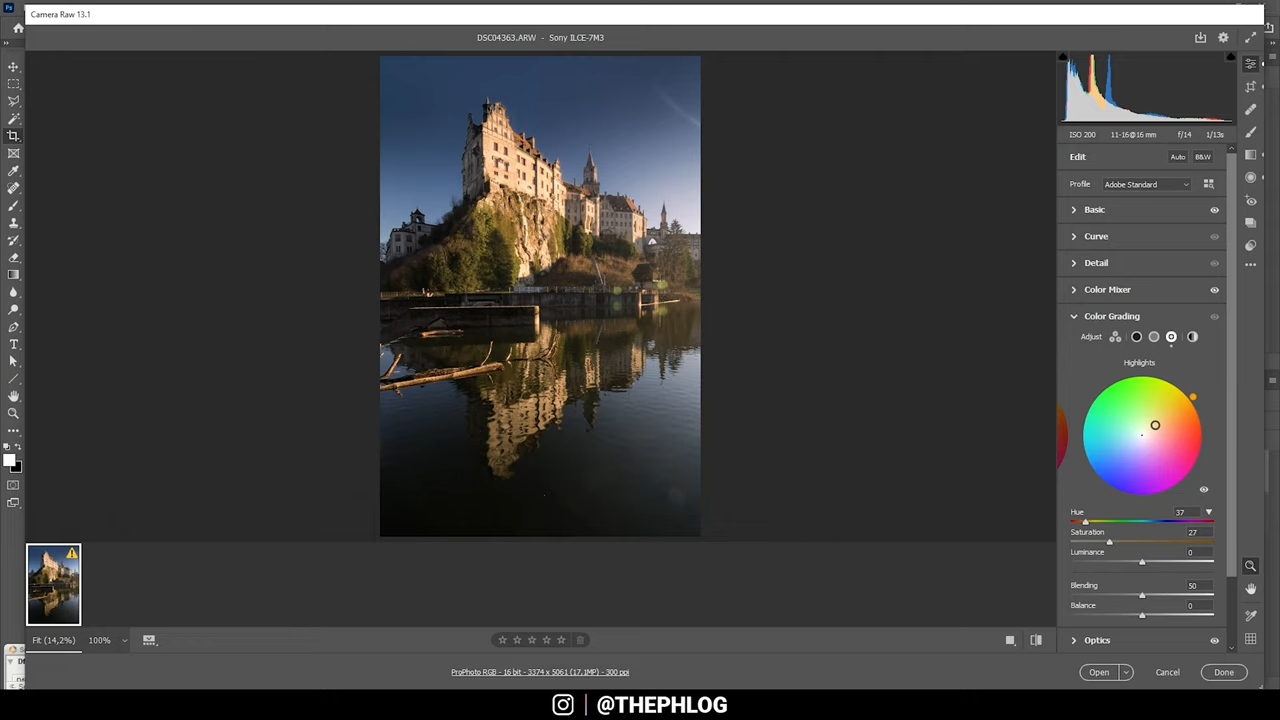 Ps
Camera Raw 13.1
DSC04363.ARW - Sony ILCE-7M3
ISO 200 11-16@16 mm f/14 1/13s
Edit Auto B&W
Profile Adobe Standard
Basic
Curve
Detail
Color Mixer
Color Grading
Adjust
Highlights
Hue 37
Saturation 27
Luminance 0
Blending 50
Balance 0
Optics
Fit (14,2%) 100%
ProPhoto RGB - 16 bit - 3374 x 5061 (17,1MP) - 300 ppi
Open Cancel Done
@THEPHLOG